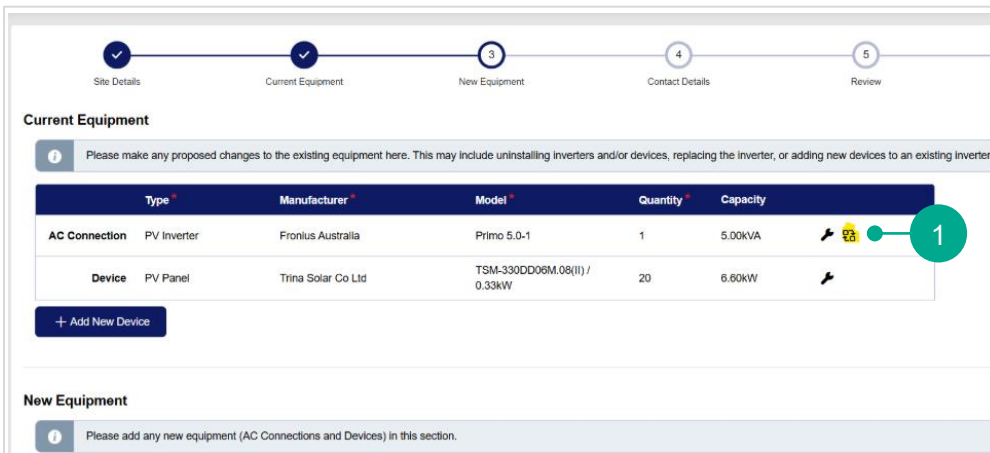 3
4
5
Site Details
Current Equipment
New Equipment
Contact Details
Review
Current Equipment
Please make any proposed changes to the existing equipment here. This may include uninstalling inverters and/or devices, replacing the inverter, or adding new devices to an existing inverter
Type * Manufacturer * Model * Quantity * Capacity
AC Connection PV Inverter Fronius Australia Primo 5.0-1 1 5.00kVA 1
Device PV Panel Trina Solar Co Ltd TSM-330DD06M.08(II) / 20 6.60kW
0.33kW
+ Add New Device
New Equipment
Please add any new equipment (AC Connections and Devices) in this section.